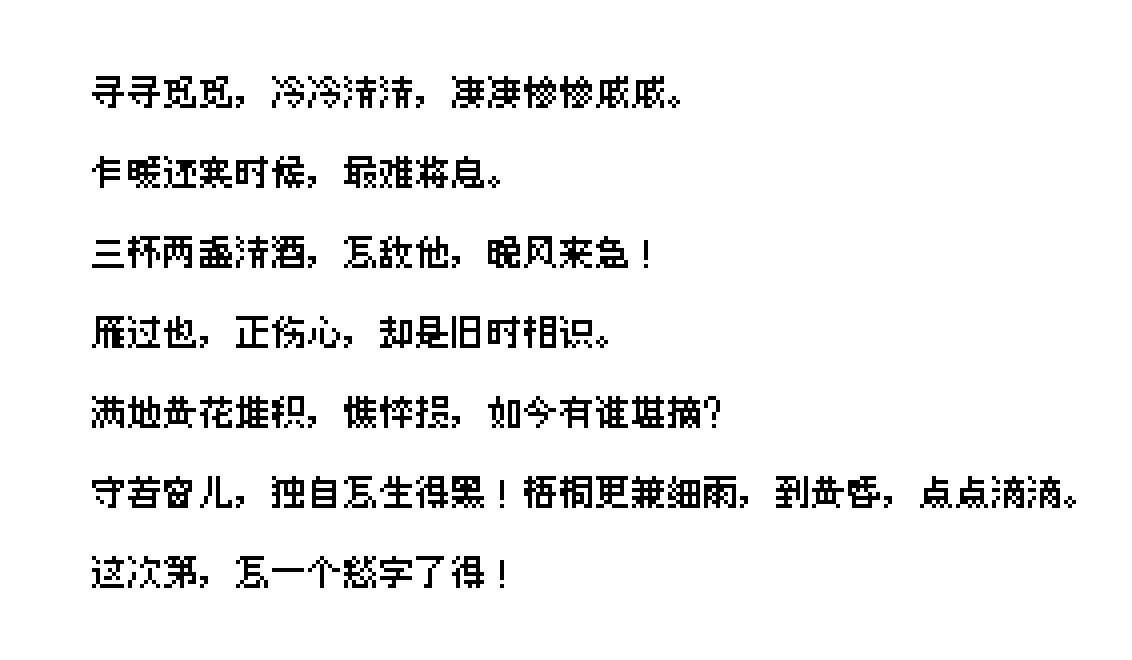 寻寻觅觅，冷冷清清，凄凄惨惨戚戚。
乍暖还寒时候，最难将息。
三杯两盏清酒，怎敌他，晚风来急！
雁过也，正伤心，却是旧时相识。
满地黄花堆积，憔悴损，如今有谁堪摘？
守着窗儿，独自怎生得黑！梧桐更兼细雨，到黄昏，点点滴滴。
这次第，怎一个愁字了得！